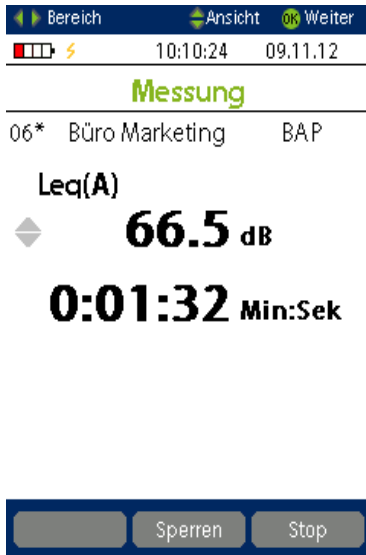 Bereich Ansicht OK Weiter
10:10:24 09.11.12
Messung
06* Büro Marketing BAP
Leq(A)
66.5 dB
0:01:32 Min:Sek
Sperren Stop